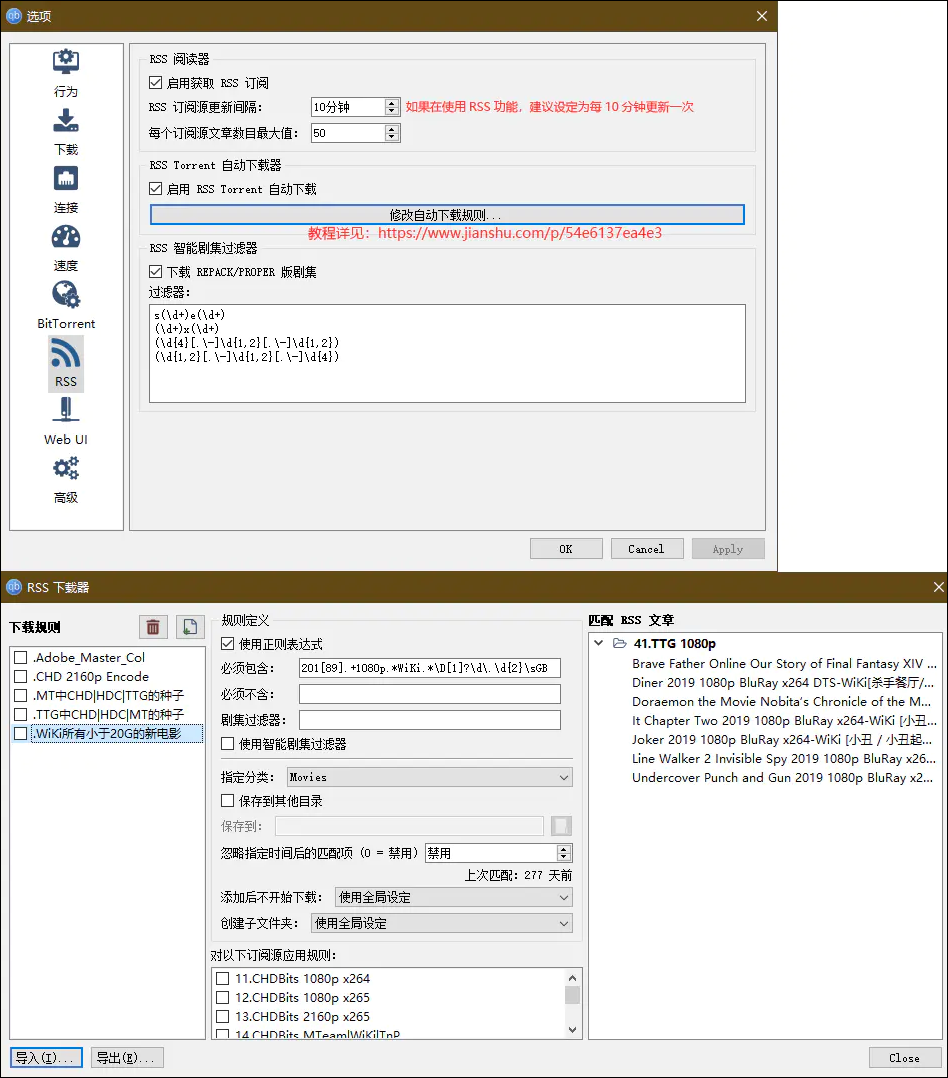 选项
行为
下载
连接
速度
BitTorrent
RSS
Web UI
高级
RSS 阅读器
启用获取 RSS 订阅
RSS 订阅源更新间隔:
10分钟
如果在使用 RSS 功能，建议设定为每 10 分钟更新一次
每个订阅源文章数目最大值:
50
RSS Torrent 自动下载器
启用 RSS Torrent 自动下载
修改自动下载规则...
教程详见：https://www.jianshu.com/p/54e6137ea4e3
RSS 智能剧集过滤器
下载 REPACK/PROPER 版剧集
过滤器:
s(\d+)e(\d+)
(\d+)x(\d+)
(\d{4}[.\-]\d{1,2}[.\-]\d{1,2})
(\d{1,2}[.\-]\d{1,2}[.\-]\d{4})
OK
Cancel
Apply
RSS 下载器
下载规则
.Adobe_Master_Col
.CHD 2160p Encode
.MT中CHD|HDC|TTG的种子
.TTG中CHD|HDC|MT的种子
.WiKi所有小于20G的新电影
规则定义
使用正则表达式
必须包含:
201[89].+1080p.*WiKi.*\D[1]?\d\.\d{2}\sGB
必须不含:
剧集过滤器:
使用智能剧集过滤器
指定分类:
Movies
保存到其他目录
保存到:
忽略指定时间后的匹配项 (0 = 禁用)
禁用
上次匹配: 277 天前
添加后不开始下载:
使用全局设定
创建子文件夹:
使用全局设定
对以下订阅源应用规则:
11.CHDBits 1080p x264
12.CHDBits 1080p x265
13.CHDBits 2160p x265
14.CHDBits MTeam|WiKi|TnP
匹配 RSS 文章
41.TTG 1080p
Brave Father Online Our Story of Final Fantasy XIV ...
Diner 2019 1080p BluRay x264 DTS-WiKi[杀手餐厅/...
Doraemon the Movie Nobita's Chronicle of the M...
It Chapter Two 2019 1080p BluRay x264-WiKi [小丑...
Joker 2019 1080p BluRay x264-WiKi [小丑 / 小丑起...
Line Walker 2 Invisible Spy 2019 1080p BluRay x26...
Undercover Punch and Gun 2019 1080p BluRay x2...
导入(I)...
导出(E)...
Close